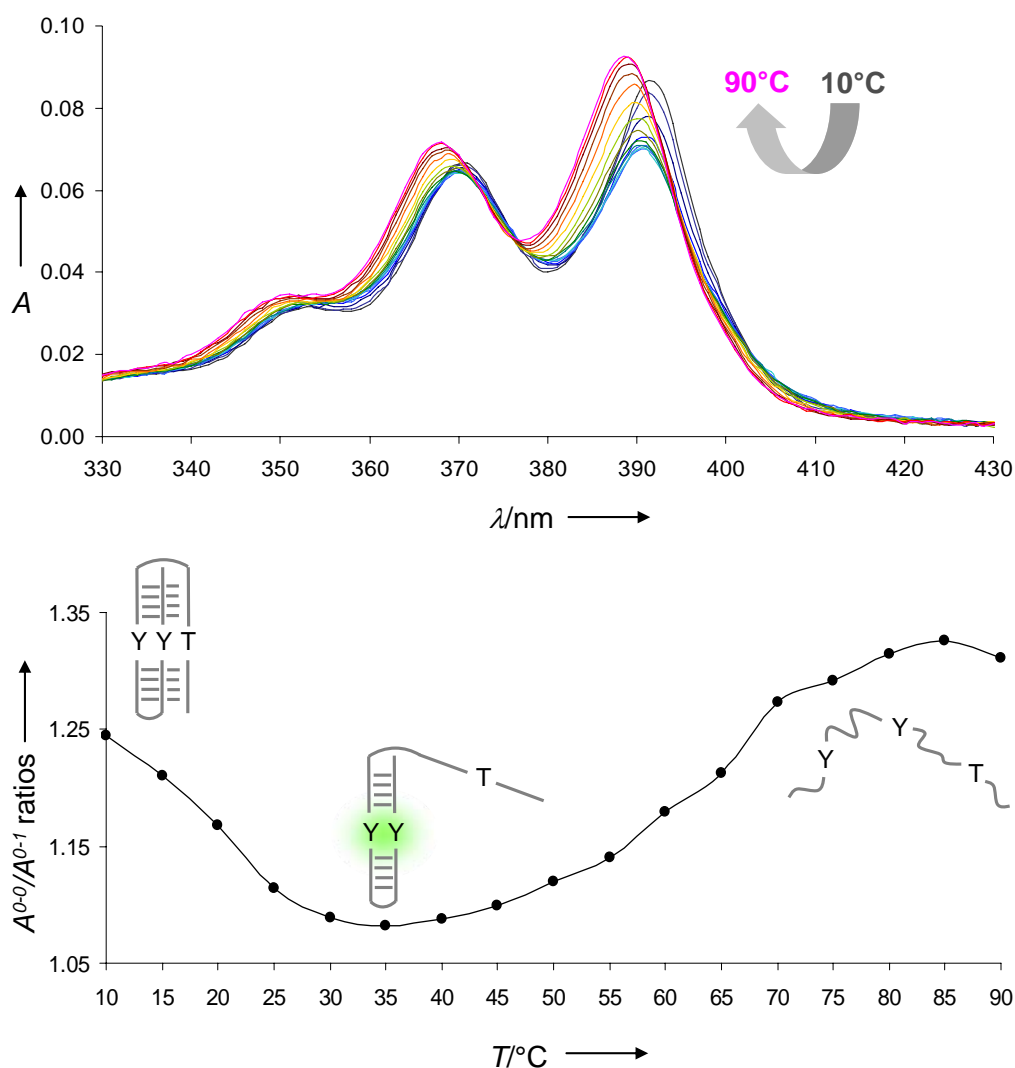 0.10
0.08
0.06
0.04
0.02
0.00
A
90°C 10°C
330 340 350 360 370 380 390 400 410 420 430
λ/nm
1.35
1.25
1.15
1.05
A0-0/A0-1 ratios
Y Y T
T
Y Y
Y
Y
T
10 15 20 25 30 35 40 45 50 55 60 65 70 75 80 85 90
T/°C